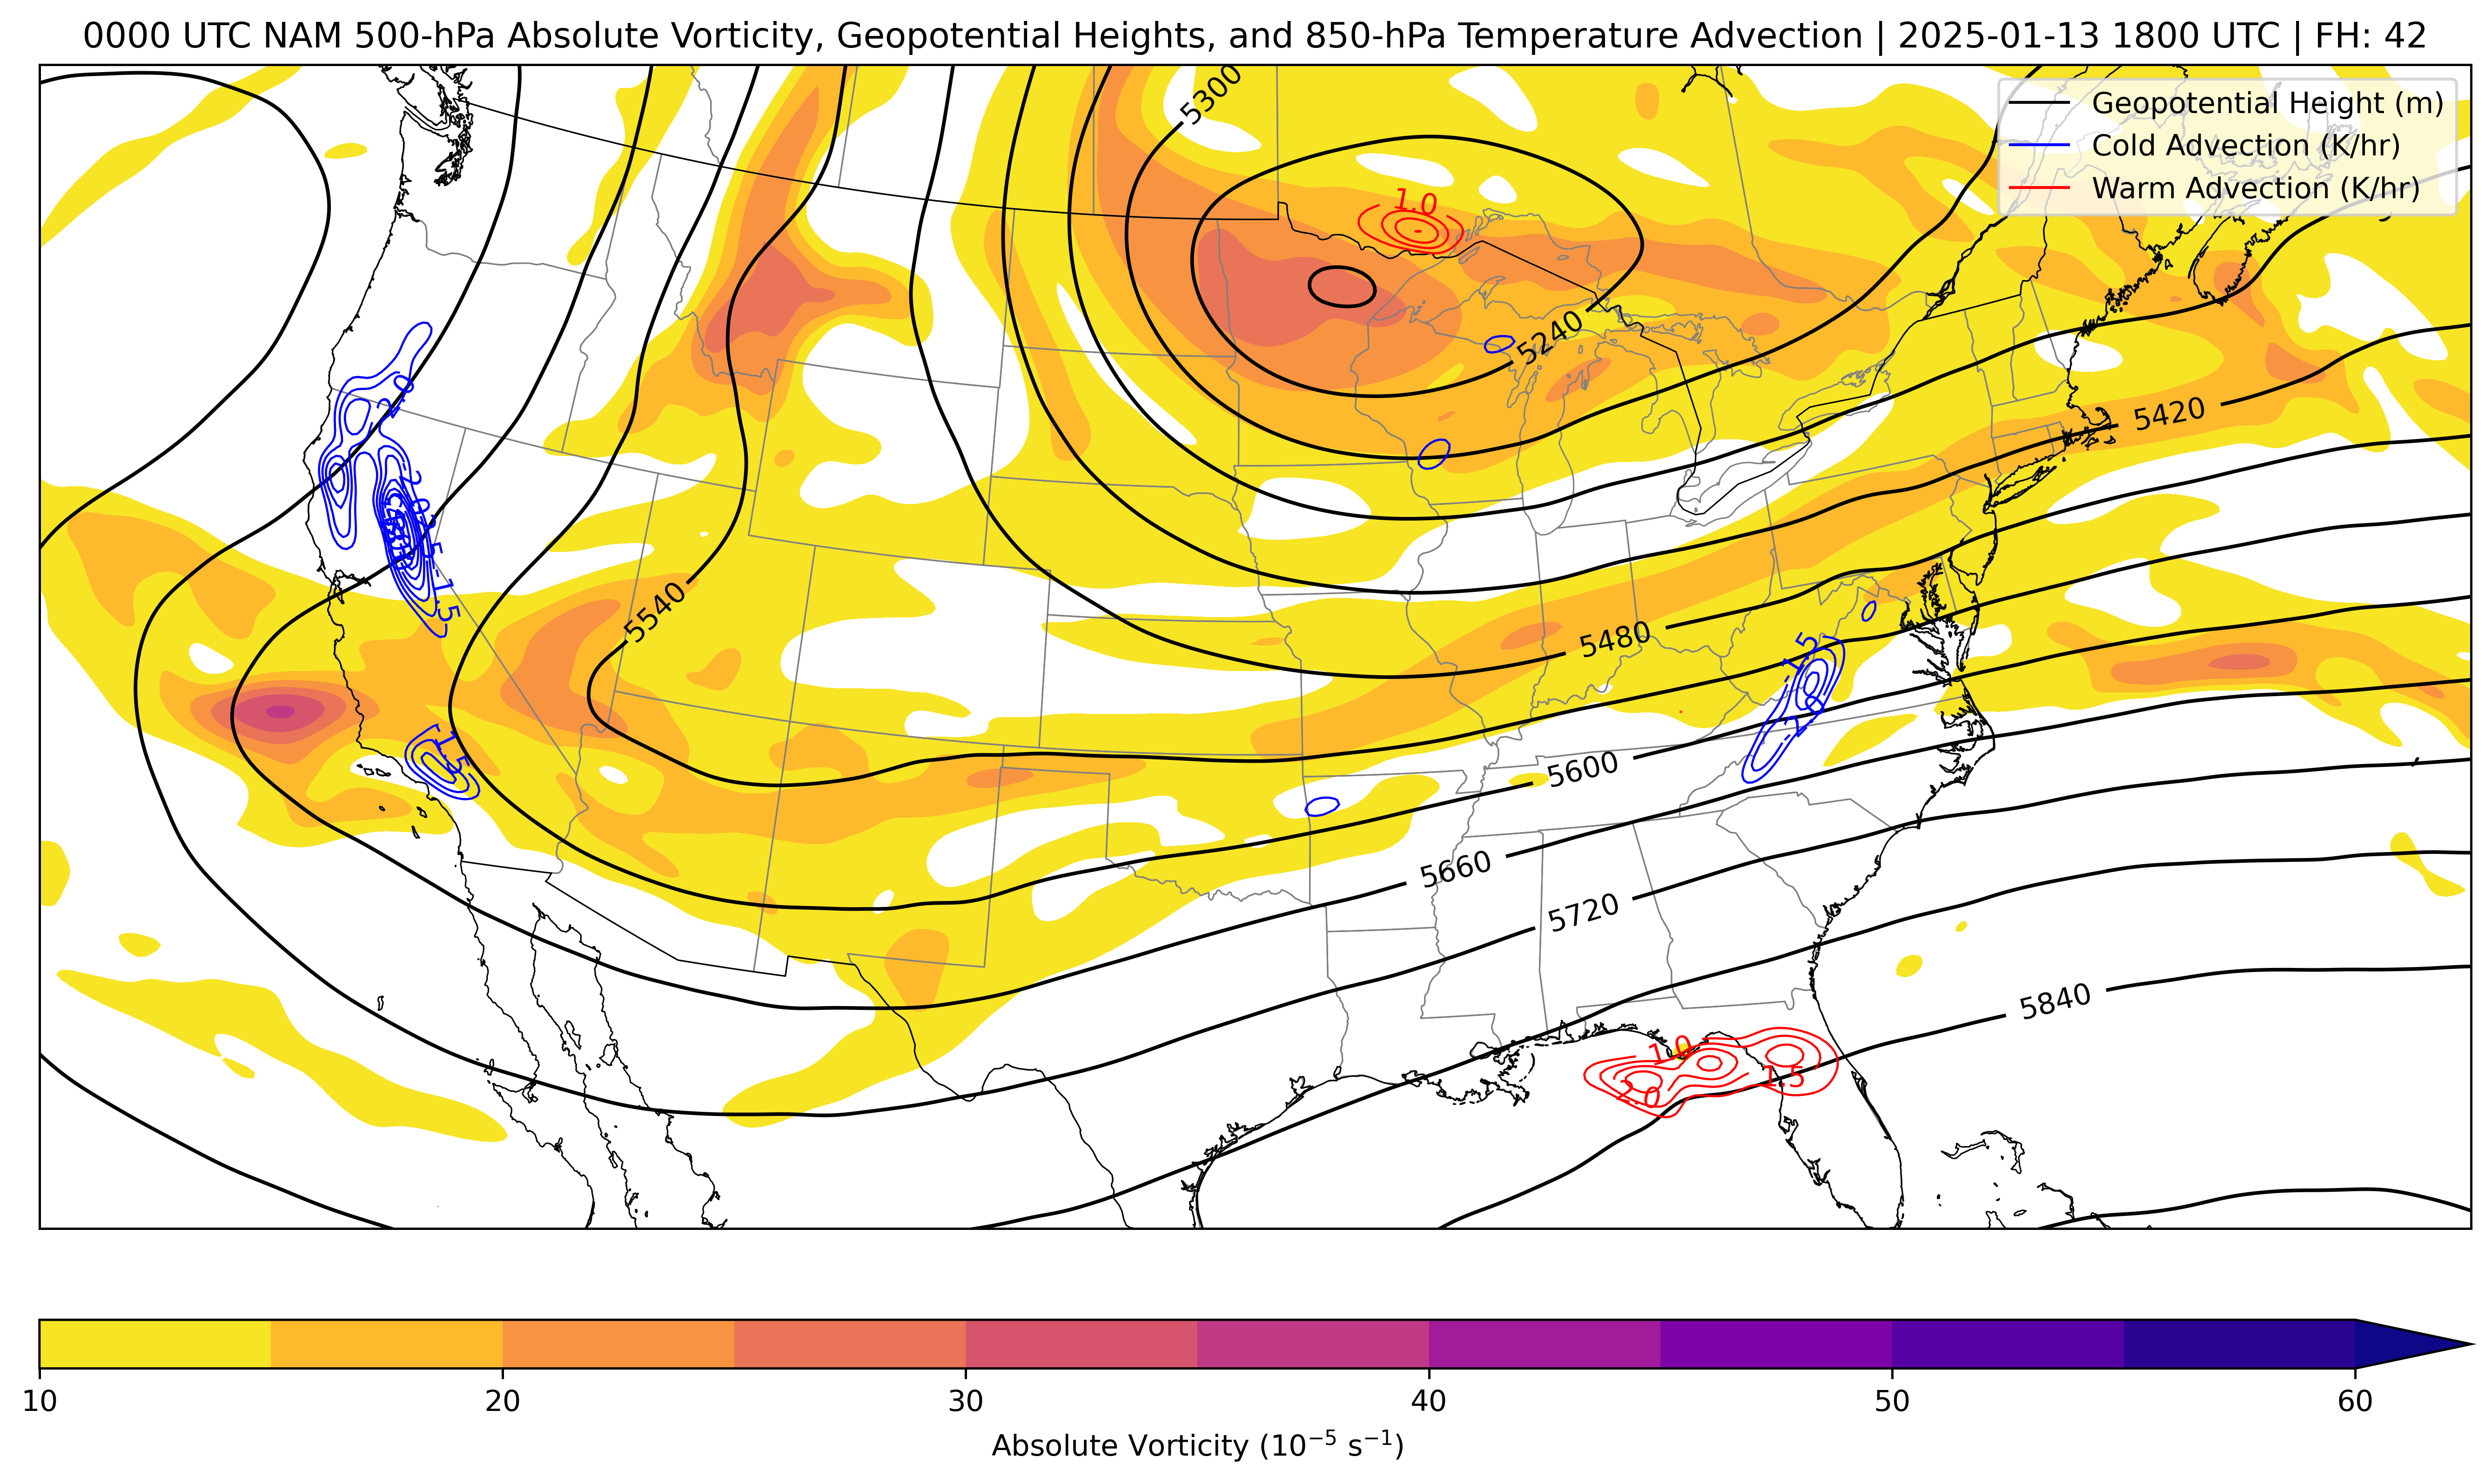 0000 UTC NAM 500-hPa Absolute Vorticity, Geopotential Heights, and 850-hPa Temperature Advection | 2025-01-13 1800 UTC | FH: 42
Geopotential Height (m)
Cold Advection (K/hr)
Warm Advection (K/hr)
5300
1.0
5240
5420
5540
5480
-1.5
-1.5
-1.5
-2.0
5600
5660
5720
5840
1.0
1.5
2.0
10 20 30 40 50 60
Absolute Vorticity (10⁻⁵ s⁻¹)